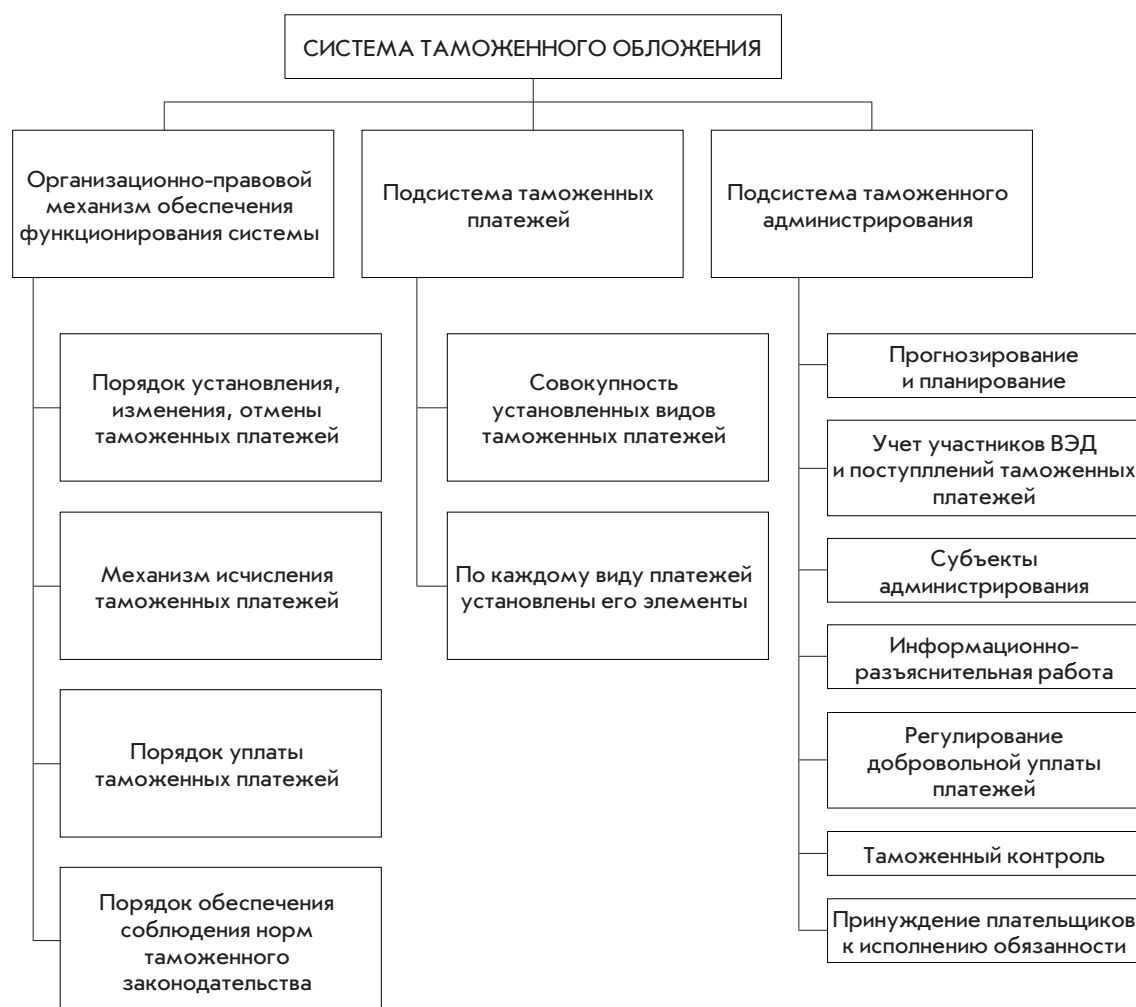 СИСТЕМА ТАМОЖЕННОГО ОБЛОЖЕНИЯ
Организационно-правовой
механизм обеспечения
функционирования системы
Порядок установления,
изменения, отмены
таможенных платежей
Механизм исчисления
таможенных платежей
Порядок уплаты
таможенных платежей
Порядок обеспечения
соблюдения норм
таможенного
законодательства
Подсистема таможенных
платежей
Совокупность
установленных видов
таможенных платежей
По каждому виду платежей
установлены его элементы
Подсистема таможенного
администрирования
Прогнозирование
и планирование
Учет участников ВЭД
и поступллений таможенных
платежей
Субъекты
администрирования
Информационно-
разъяснительная работа
Регулирование
добровольной уплаты
платежей
Таможенный контроль
Принуждение плательщиков
к исполнению обязанности